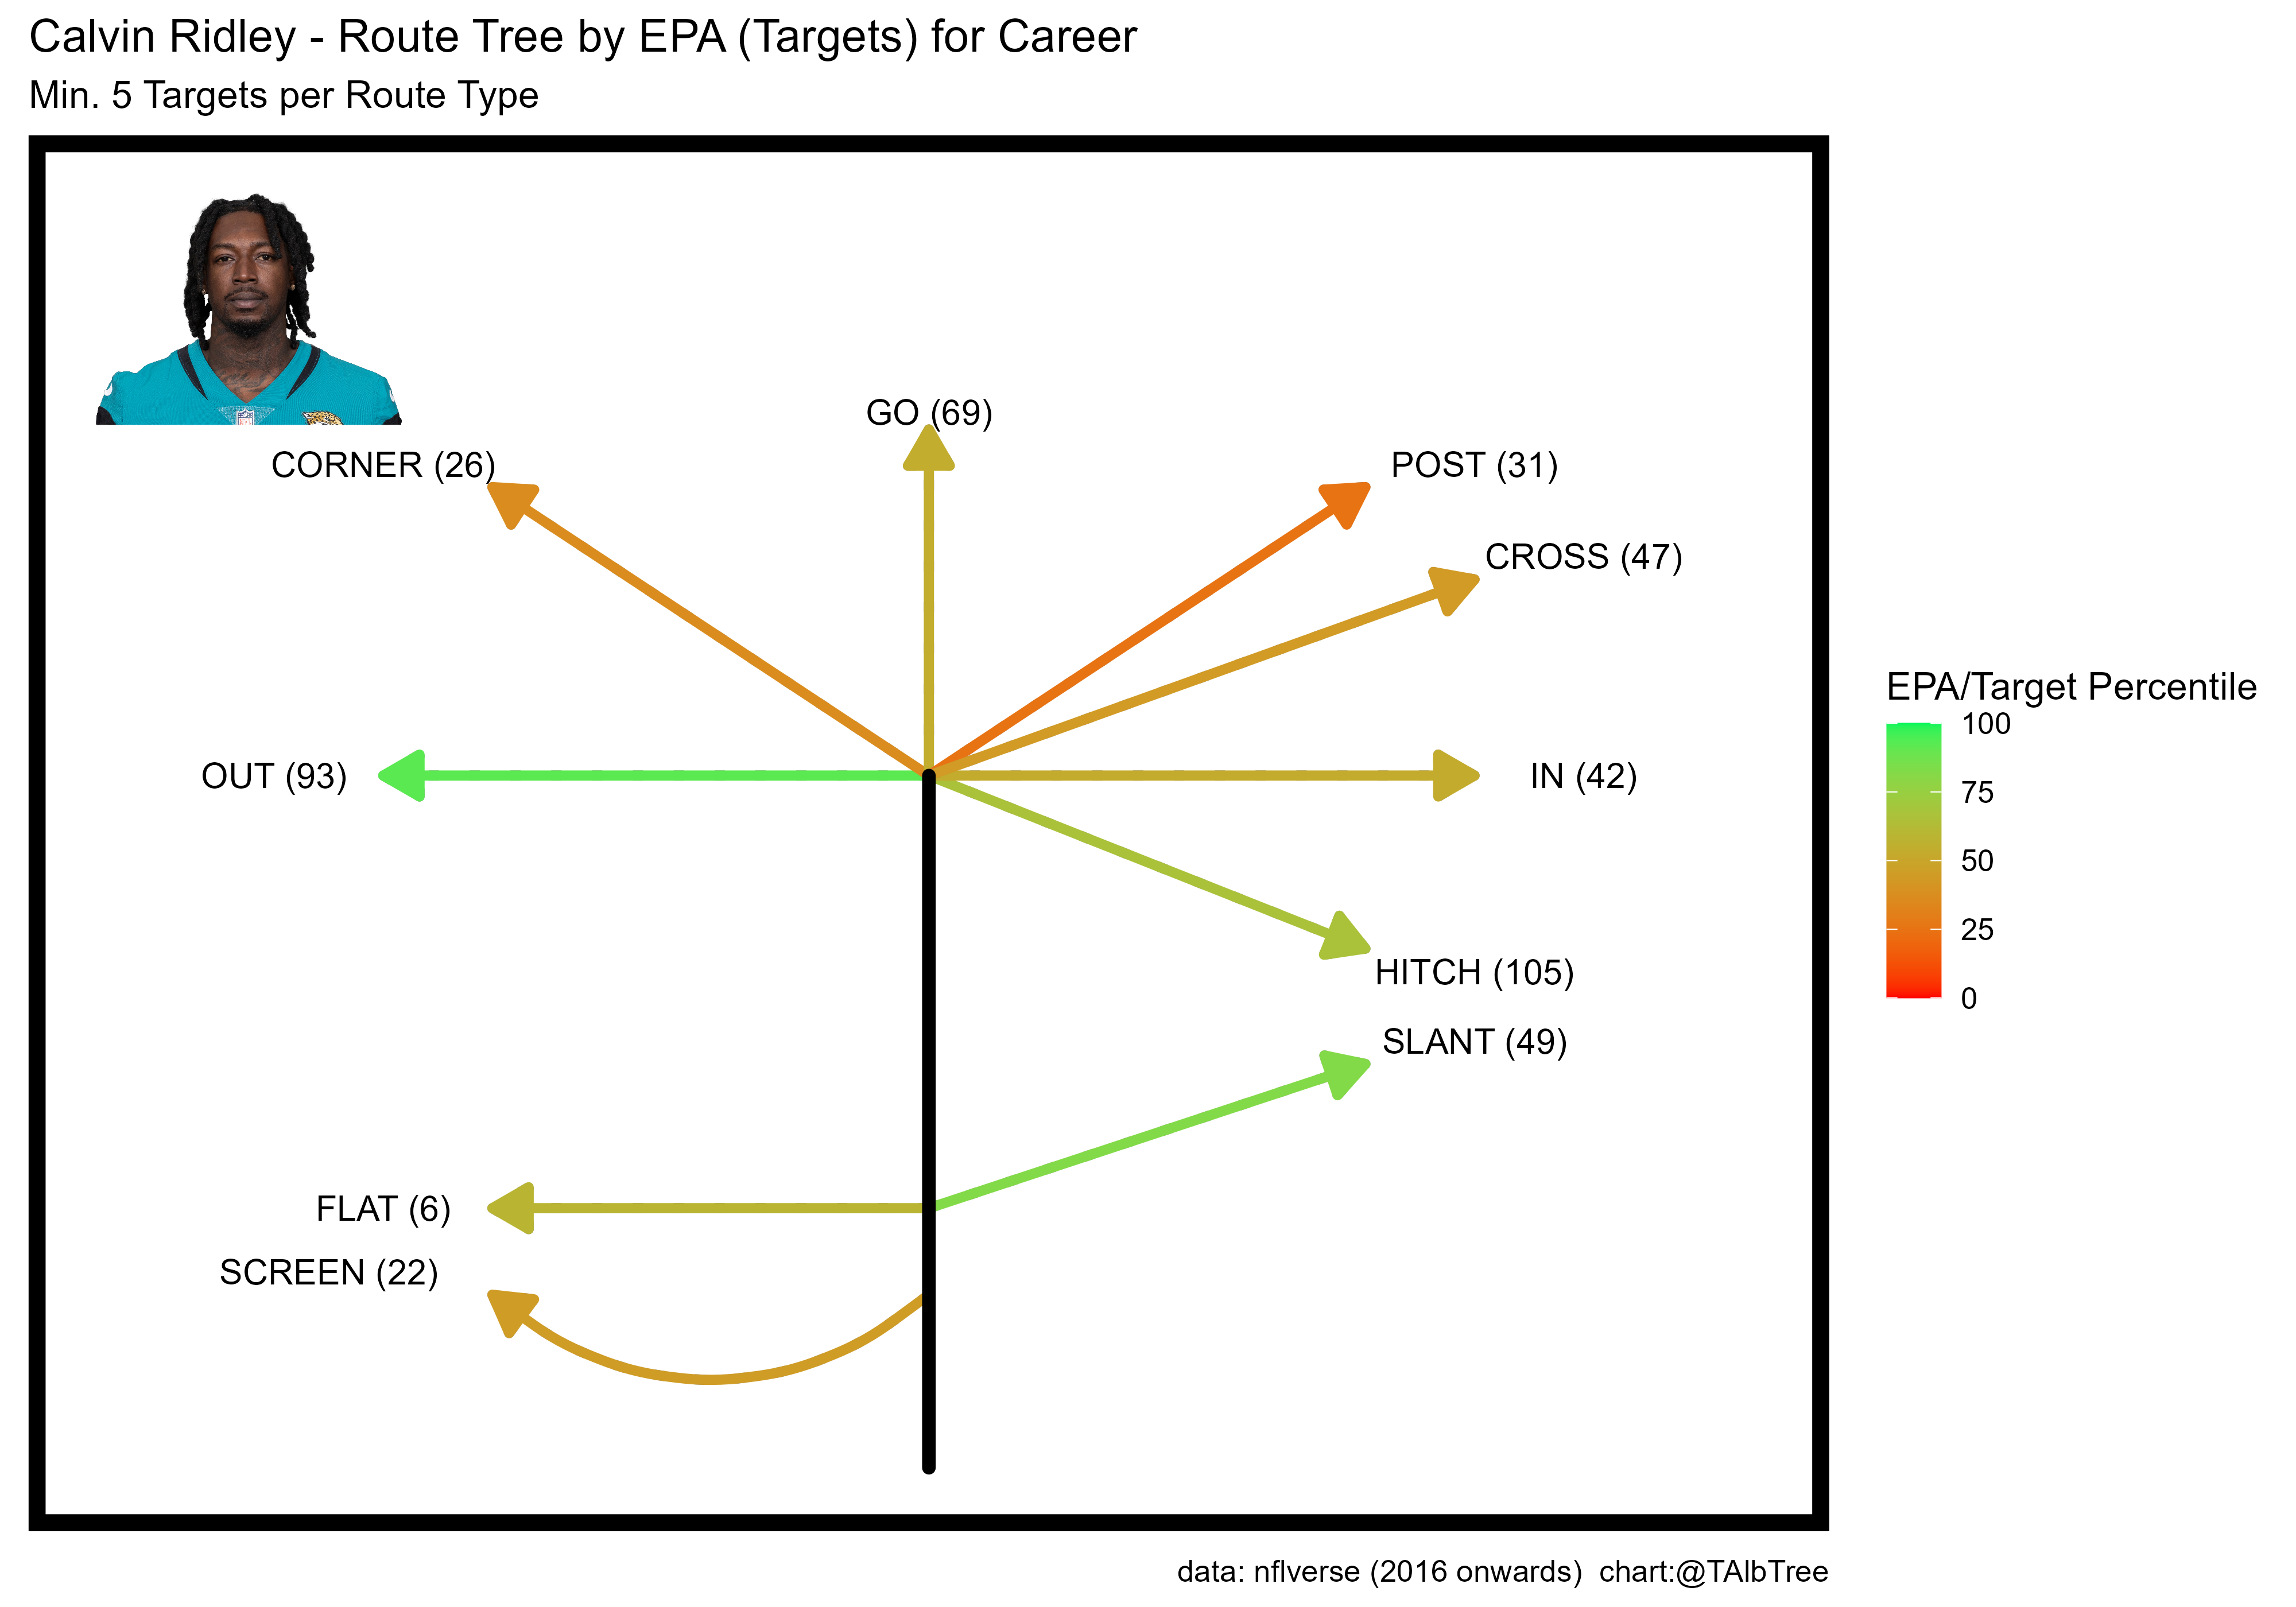 Calvin Ridley - Route Tree by EPA (Targets) for Career
Min. 5 Targets per Route Type
GO (69)
CORNER (26)
POST (31)
CROSS (47)
OUT (93)
IN (42)
HITCH (105)
SLANT (49)
FLAT (6)
SCREEN (22)
EPA/Target Percentile
100
75
50
25
0
data: nflverse (2016 onwards)  chart:@TAlbTree